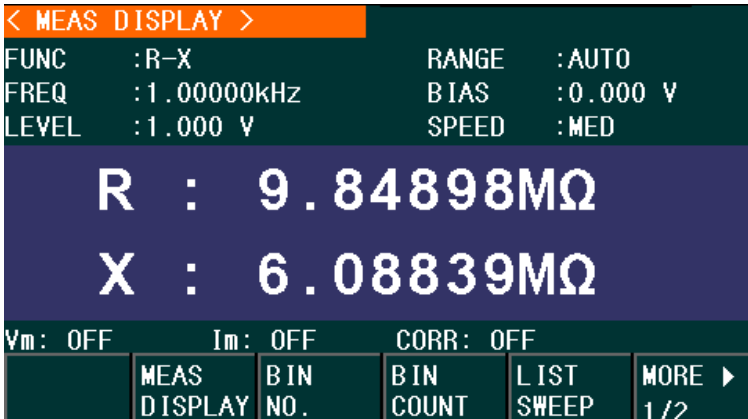 < MEAS DISPLAY >
FUNC :R-X RANGE :AUTO
FREQ :1.00000kHz BIAS :0.000 V
LEVEL :1.000 V SPEED :MED
R : 9.84898MΩ
X : 6.08839MΩ
Vm: OFF Im: OFF CORR: OFF
MEAS BIN BIN LIST MORE ▶
DISPLAY NO. COUNT SWEEP 1/2